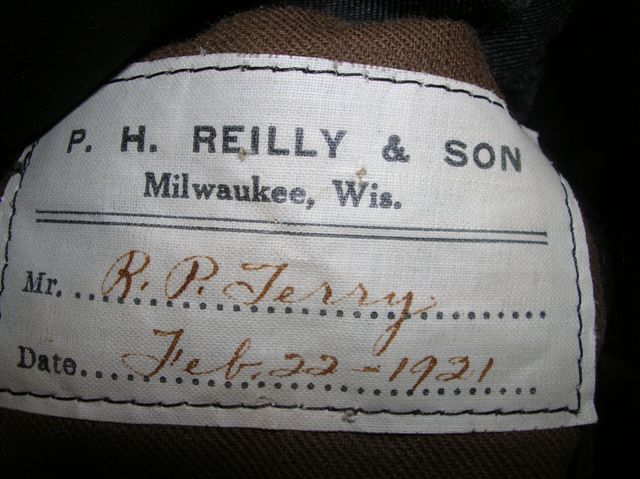 P. H. REILLY & SON
Milwaukee, Wis.
Mr. R. P. Terry
Date Feb. 22 - 1921